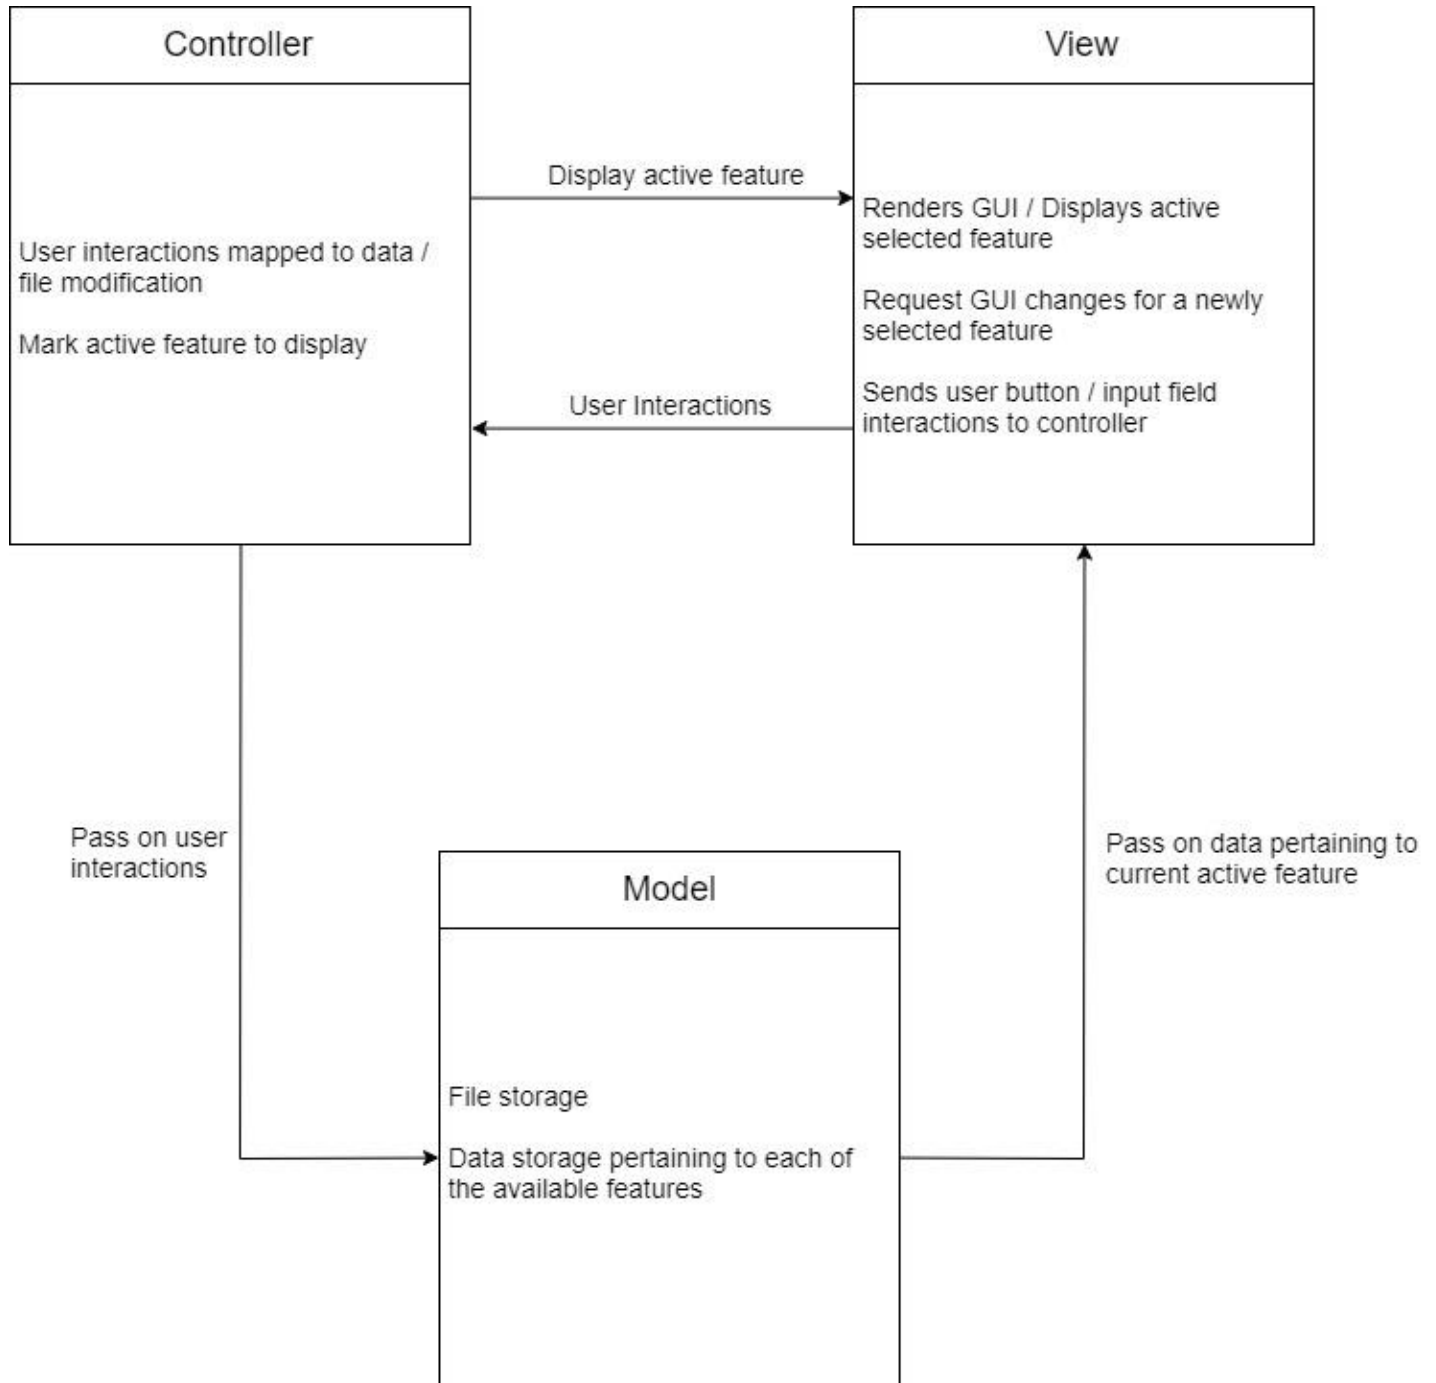 Controller
User interactions mapped to data /
file modification
Mark active feature to display
Display active feature
User Interactions
View
Renders GUI / Displays active
selected feature
Request GUI changes for a newly
selected feature
Sends user button / input field
interactions to controller
Pass on user
interactions
Model
File storage
Data storage pertaining to each of
the available features
Pass on data pertaining to
current active feature